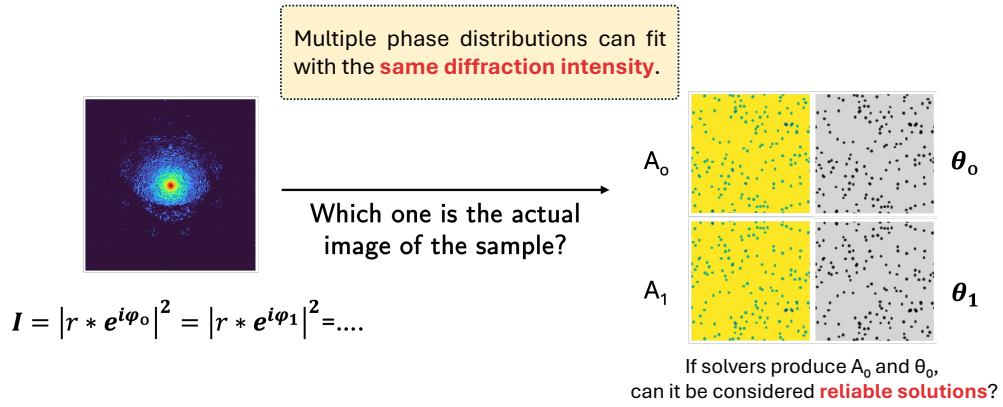 Multiple phase distributions can fit
with the same diffraction intensity.
A₀
θ₀
Which one is the actual
image of the sample?
A₁
θ₁
I = |r * e^{iφ₀}|² = |r * e^{iφ₁}|²=....
If solvers produce A₀ and θ₀,
can it be considered reliable solutions?